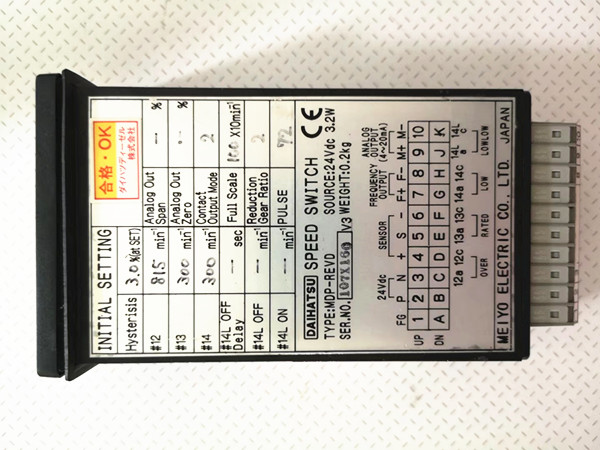 INITIAL SETTING
合格・OK
ダイハツディーゼル
株式会社
Hysterisis 3.0%(at SET) Analog Out Span — %
#12 815 min⁻¹ Analog Out Zero — %
#13 300 min⁻¹ Contact Output Mode 2
#14 300 min⁻¹ Full Scale 100 X10min⁻¹
#14L OFF Delay — sec Reduction Gear Ratio 2
#14L OFF — min⁻¹ PULSE 72
#14L ON — min⁻¹
DAIHATSU SPEED SWITCH CE
TYPE:MDP-REVD SOURCE:24Vdc 3.2W
SER.NO. 107X160 V3 WEIGHT:0.2kg
24Vdc SENSOR FREQUENCY OUTPUT ANALOG OUTPUT (4~20mA)
FG P N + S - F+ F- M+ M-
UP 1 2 3 4 5 6 7 8 9 10
DN A B C D E F G H J K
12a 12c 13a 13c 14a 14c 14L a 14L c
OVER RATED LOW LOWLOW
MEIYO ELECTRIC CO., LTD. JAPAN